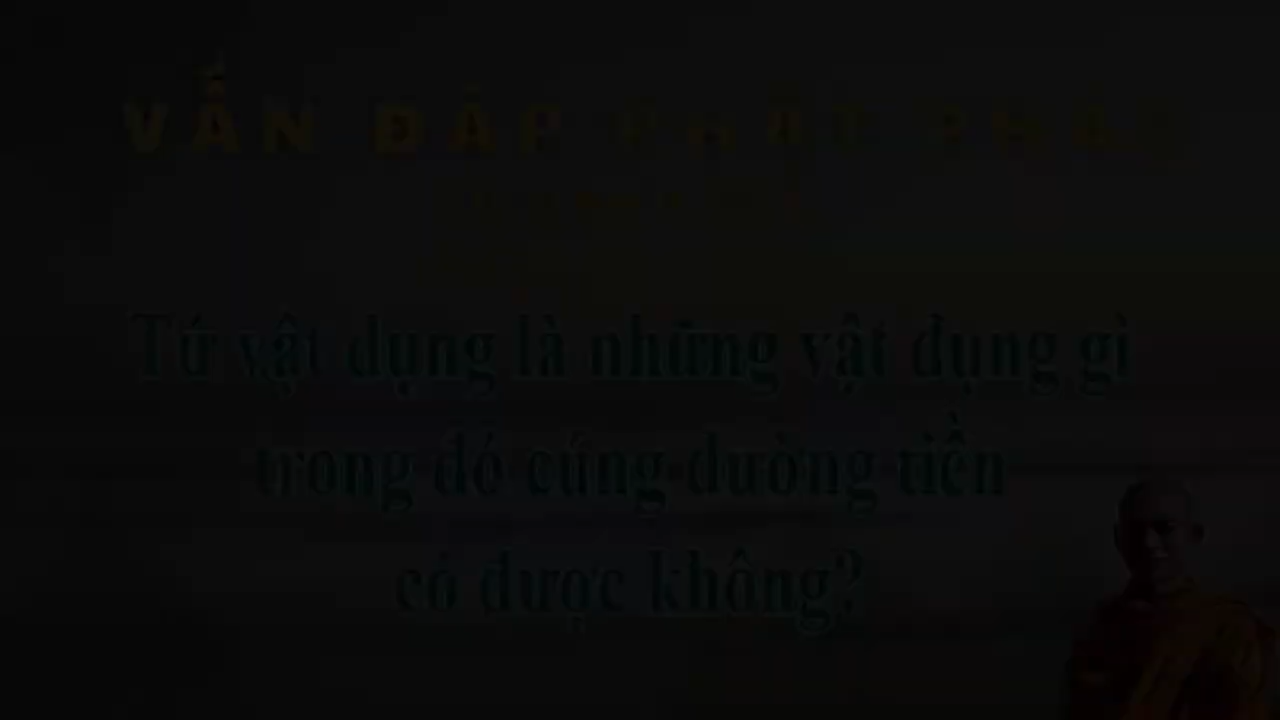 VẤN ĐÁP PHẬT PHÁP
Tứ vật dụng là những vật dụng gì
trong đó cúng dường tiền
có được không?